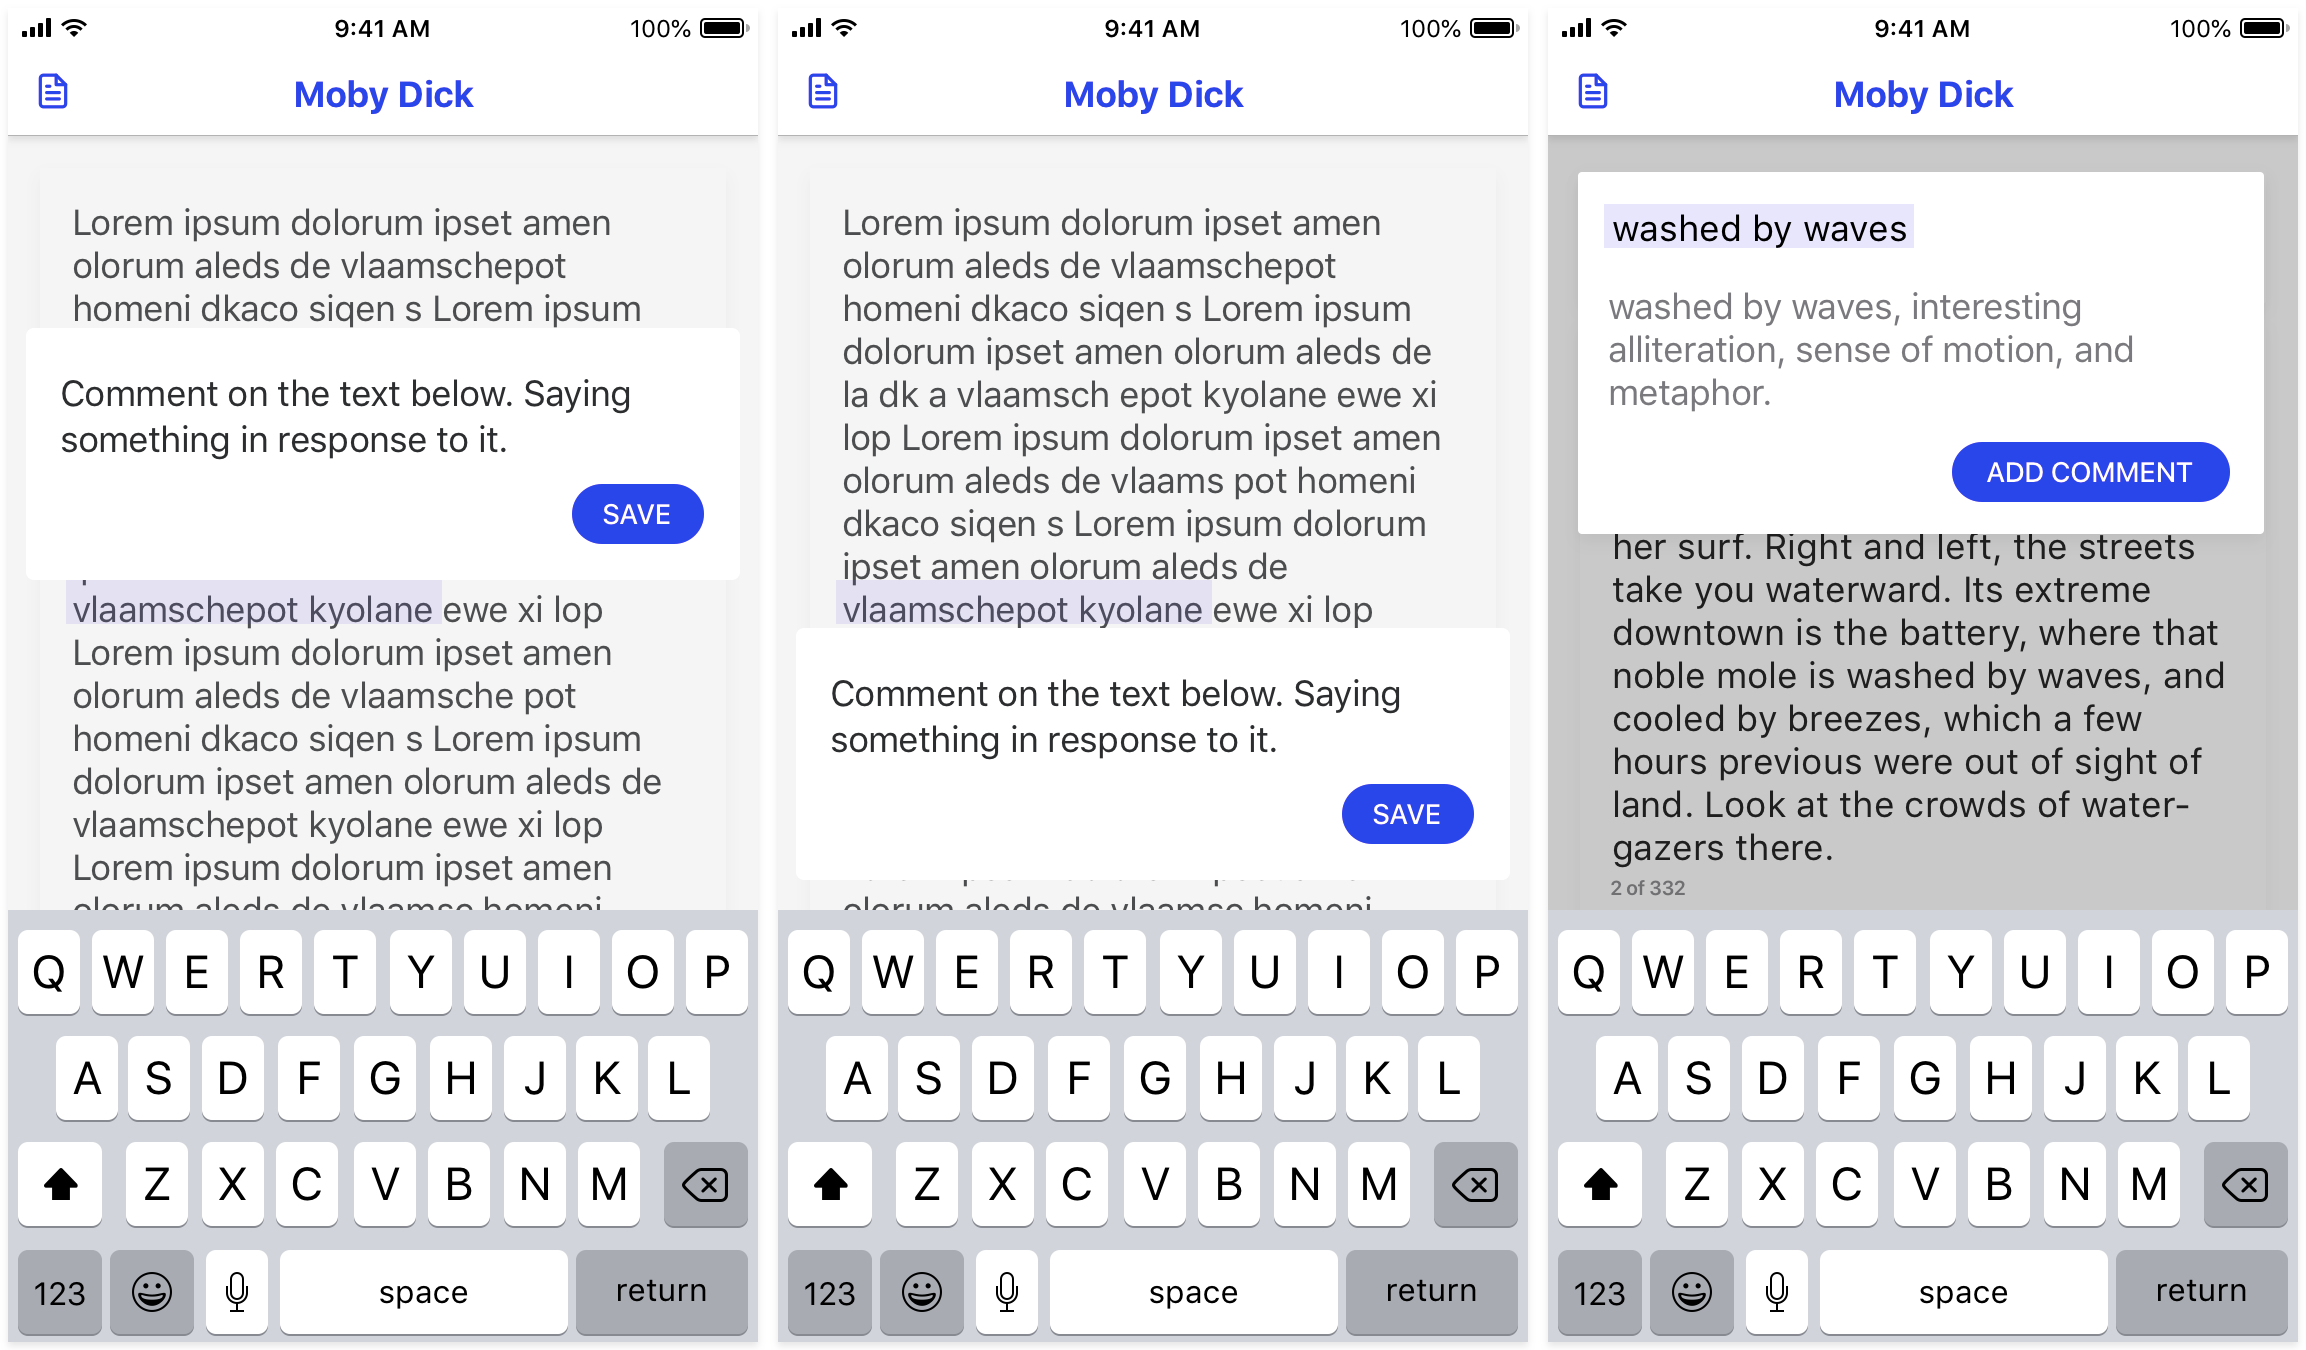 9:41 AM
100%
Moby Dick
Lorem ipsum dolorum ipset amen
olorum aleds de vlaamschepot
homeni dkaco siqen s Lorem ipsum
Comment on the text below. Saying
something in response to it.
SAVE
vlaamschepot kyolane ewe xi lop
Lorem ipsum dolorum ipset amen
olorum aleds de vlaamsche pot
homeni dkaco siqen s Lorem ipsum
dolorum ipset amen olorum aleds de
vlaamschepot kyolane ewe xi lop
Lorem ipsum dolorum ipset amen
olorum aleds de vlaamsc homeni
Q W E R T Y U I O P
A S D F G H J K L
Z X C V B N M
123 space return
9:41 AM
100%
Moby Dick
Lorem ipsum dolorum ipset amen
olorum aleds de vlaamschepot
homeni dkaco siqen s Lorem ipsum
dolorum ipset amen olorum aleds de
la dk a vlaamsch epot kyolane ewe xi
lop Lorem ipsum dolorum ipset amen
olorum aleds de vlaams pot homeni
dkaco siqen s Lorem ipsum dolorum
ipset amen olorum aleds de
vlaamschepot kyolane ewe xi lop
Comment on the text below. Saying
something in response to it.
SAVE
olorum aleds de vlaamsc homeni
Q W E R T Y U I O P
A S D F G H J K L
Z X C V B N M
123 space return
9:41 AM
100%
Moby Dick
washed by waves
washed by waves, interesting
alliteration, sense of motion, and
metaphor.
ADD COMMENT
her surf. Right and left, the streets
take you waterward. Its extreme
downtown is the battery, where that
noble mole is washed by waves, and
cooled by breezes, which a few
hours previous were out of sight of
land. Look at the crowds of water-
gazers there.
2 of 332
Q W E R T Y U I O P
A S D F G H J K L
Z X C V B N M
123 space return